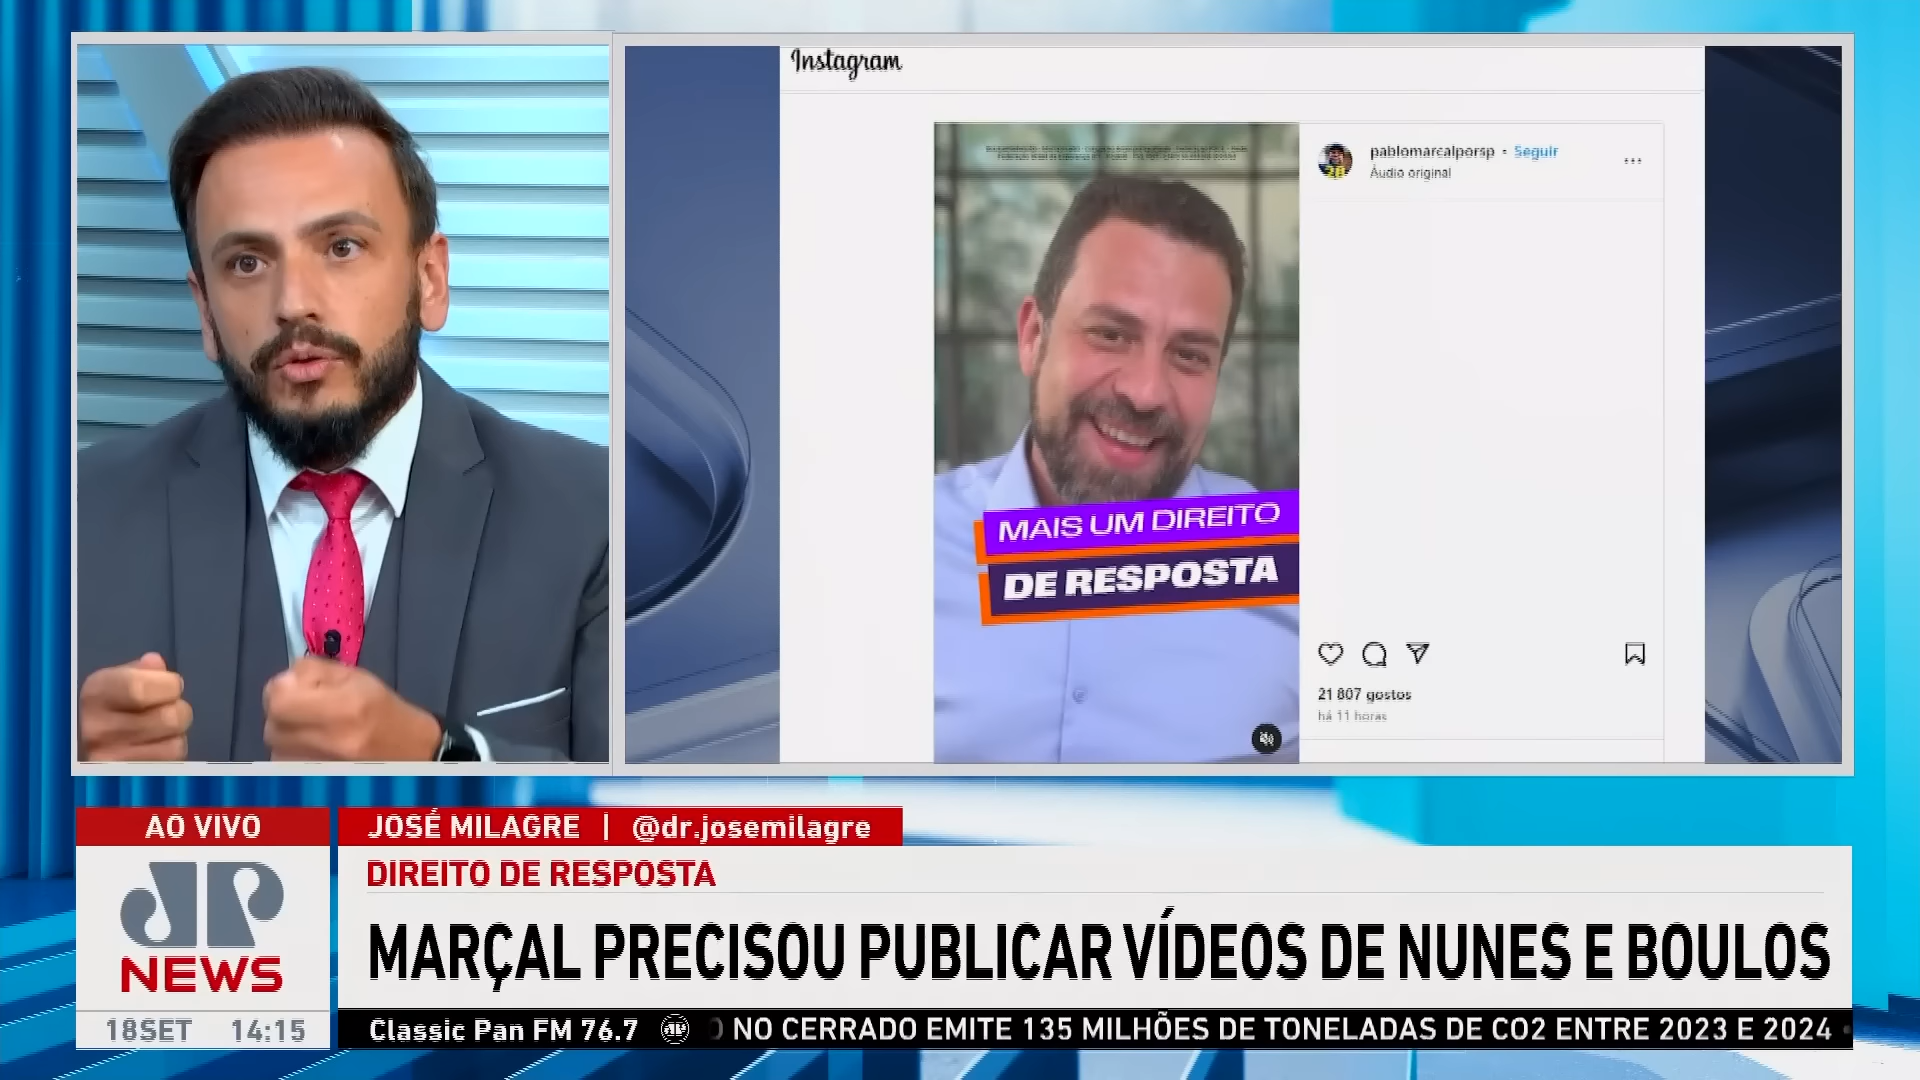 Instagram
pablomarcalporsp • Seguir
Áudio original
MAIS UM DIREITO
DE RESPOSTA
21 807 gostos
há 11 horas
AO VIVO
JOSÉ MILAGRE | @dr.josemilagre
DIREITO DE RESPOSTA
MARÇAL PRECISOU PUBLICAR VÍDEOS DE NUNES E BOULOS
JP
NEWS
18SET 14:15
Classic Pan FM 76.7 JP NO CERRADO EMITE 135 MILHÕES DE TONELADAS DE CO2 ENTRE 2023 E 2024